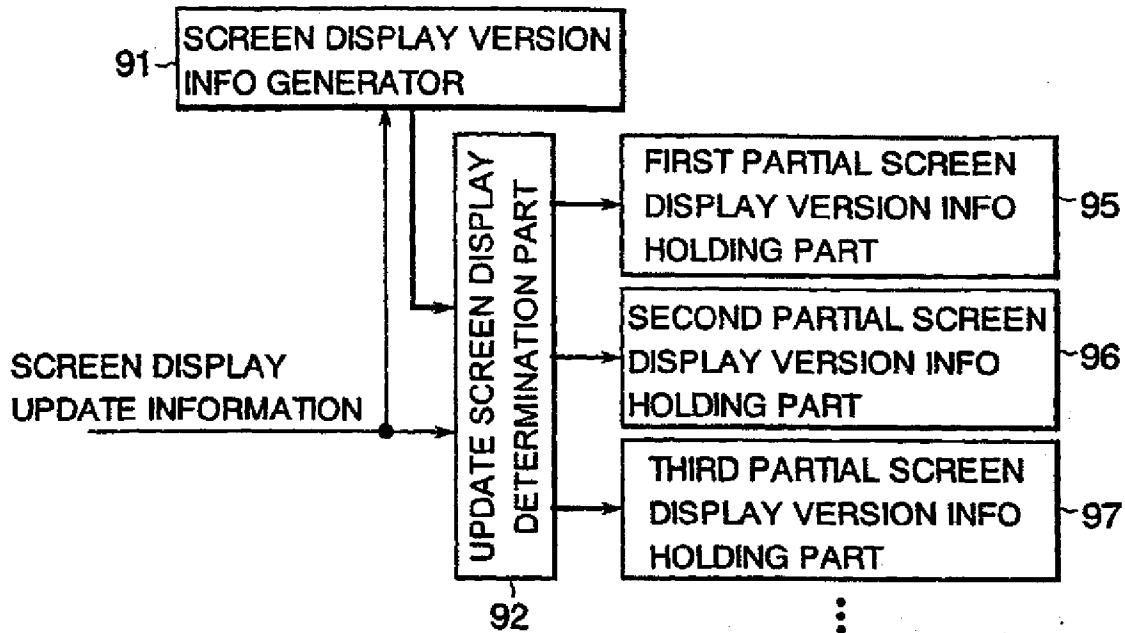 SCREEN DISPLAY VERSION
INFO GENERATOR
91
FIRST PARTIAL SCREEN
DISPLAY VERSION INFO
HOLDING PART
95
SECOND PARTIAL SCREEN
DISPLAY VERSION INFO
HOLDING PART
96
THIRD PARTIAL SCREEN
DISPLAY VERSION INFO
HOLDING PART
97
UPDATE SCREEN DISPLAY
DETERMINATION PART
92
SCREEN DISPLAY
UPDATE INFORMATION